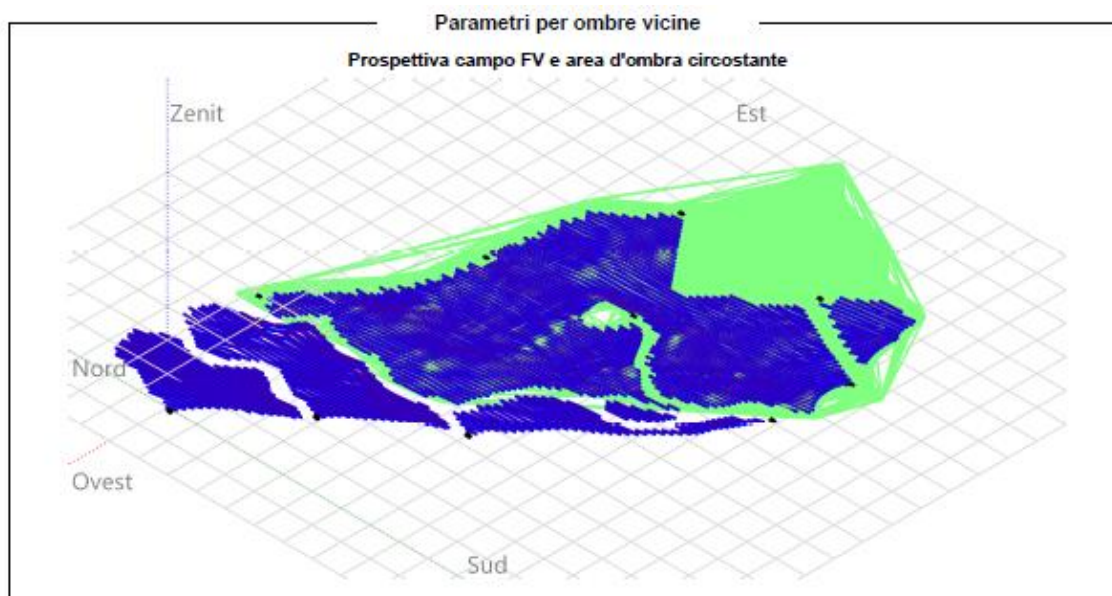 Parametri per ombre vicine
Prospettiva campo FV e area d'ombra circostante
Zenit
Est
Nord
Ovest
Sud